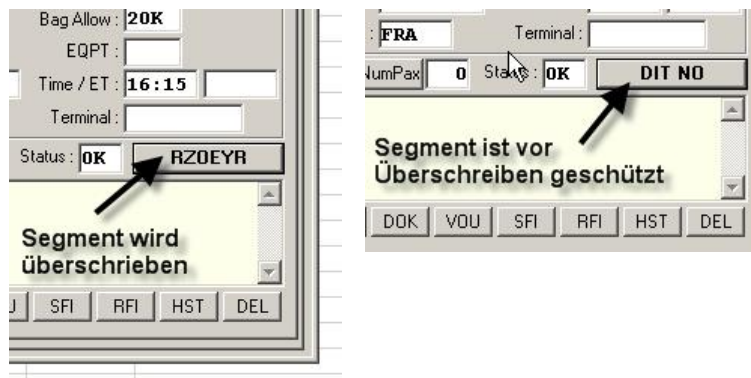 Bag Allow : 20K
EQPT :
Time / ET : 16:15
Terminal :
Status : OK RZOEYR
Segment wird
überschrieben
SFI RFI HST DEL
: FRA Terminal :
NumPax 0 Status : OK DIT NO
Segment ist vor
Überschreiben geschützt
DOK VOU SFI RFI HST DEL